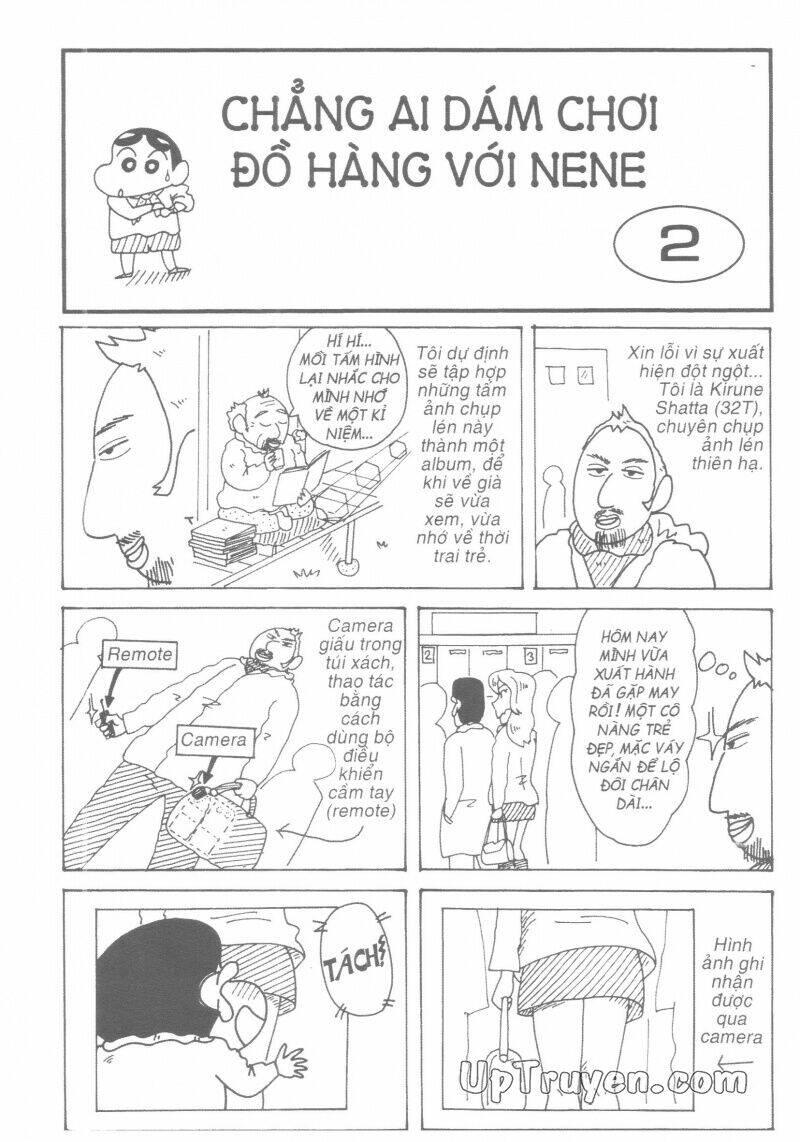 CHẲNG AI DÁM CHƠI
ĐỒ HÀNG VỚI NENE
2
Xin lỗi vì sự xuất
hiện đột ngột...
Tôi là Kirune
Shatta (32T),
chuyên chụp
ảnh lén
thiên hạ.
Tôi dự định
sẽ tập hợp
những tấm
ảnh chụp
lén này
thành một
album, để
khi về già
sẽ vừa
xem, vừa
nhớ về thời
trai trẻ.
HÍ HÍ...
MỖI TẤM HÌNH
LẠI NHẮC CHO
MÌNH NHỚ
VỀ MỘT KỈ
NIỆM...
HÔM NAY
MÌNH VỪA
XUẤT HÀNH
ĐÃ GẶP MAY
RỒI! MỘT CÔ
NÀNG TRẺ
ĐẸP, MẶC VÁY
NGẮN ĐỂ LỘ
ĐÔI CHÂN
DÀI...
2
3
Camera
giấu trong
túi xách,
thao tác
bằng
cách
dùng bộ
điều
khiển
cầm tay
(remote)
Remote
Camera
Hình
ảnh ghi
nhận
được
qua
camera
TÁCH!
UpTruyen.com